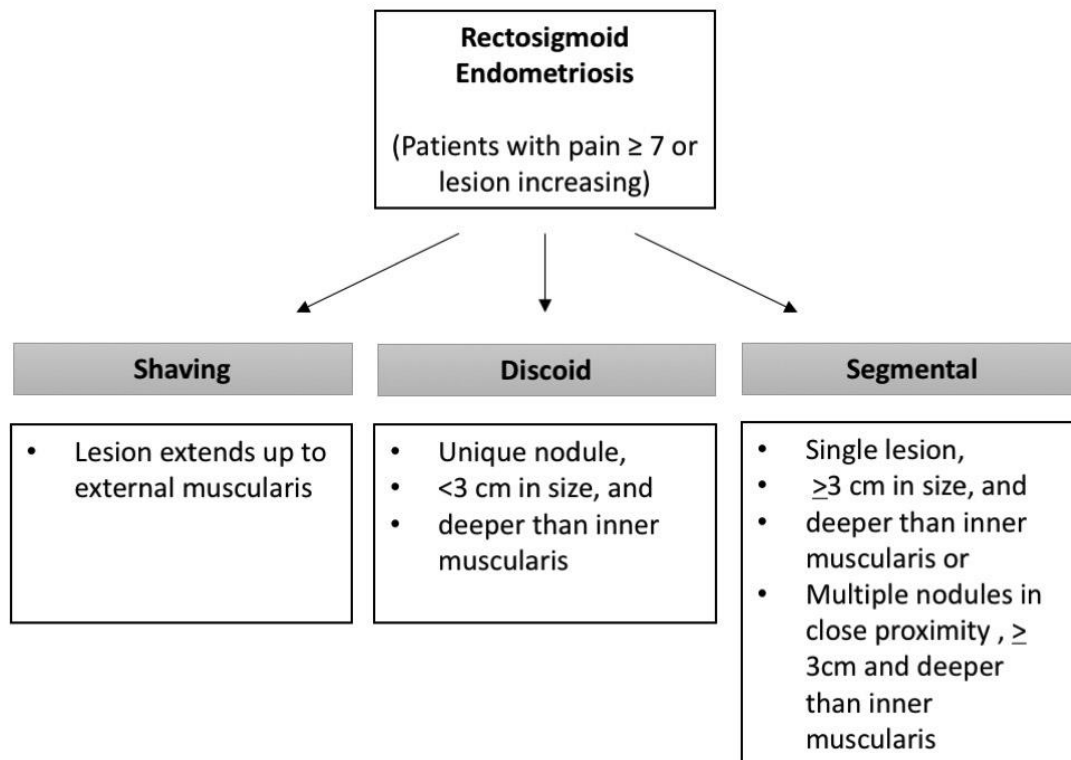 Rectosigmoid
Endometriosis
(Patients with pain ≥ 7 or
lesion increasing)
Shaving
• Lesion extends up to
external muscularis
Discoid
• Unique nodule,
• <3 cm in size, and
• deeper than inner
muscularis
Segmental
• Single lesion,
• ≥3 cm in size, and
• deeper than inner
muscularis or
• Multiple nodules in
close proximity , ≥
3cm and deeper
than inner
muscularis